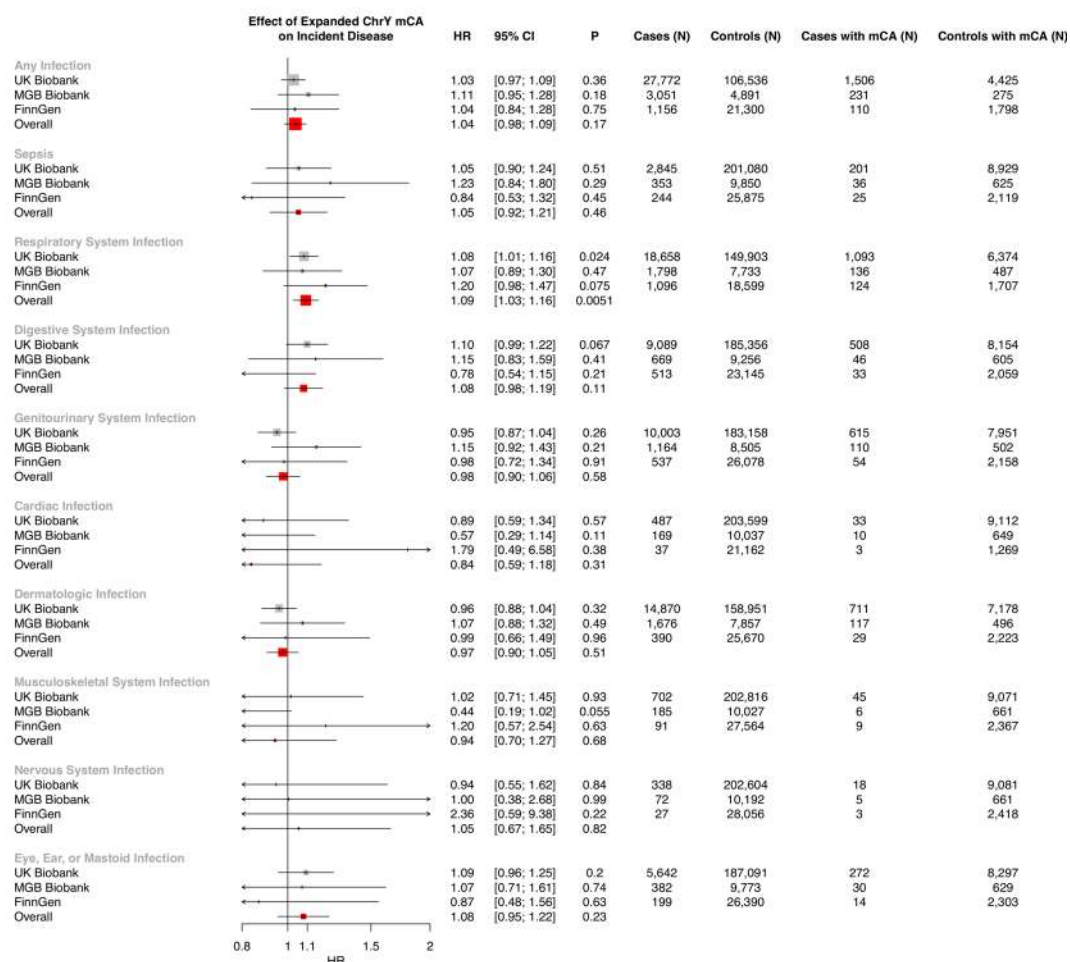 Effect of Expanded ChrY mCA
on Incident Disease HR 95% CI P Cases (N) Controls (N) Cases with mCA (N) Controls with mCA (N)
Any Infection
UK Biobank 1.03 [0.97; 1.09] 0.36 27,772 106,536 1,506 4,425
MGB Biobank 1.11 [0.95; 1.28] 0.18 3,051 4,891 231 275
FinnGen 1.04 [0.84; 1.28] 0.75 1,156 21,300 110 1,798
Overall 1.04 [0.98; 1.09] 0.17
Sepsis
UK Biobank 1.05 [0.90; 1.24] 0.51 2,845 201,080 201 8,929
MGB Biobank 1.23 [0.84; 1.80] 0.29 353 9,850 36 625
FinnGen 0.84 [0.53; 1.32] 0.45 244 25,875 25 2,119
Overall 1.05 [0.92; 1.21] 0.46
Respiratory System Infection
UK Biobank 1.08 [1.01; 1.16] 0.024 18,658 149,903 1,093 6,374
MGB Biobank 1.07 [0.89; 1.30] 0.47 1,798 7,733 136 487
FinnGen 1.20 [0.98; 1.47] 0.075 1,096 18,599 124 1,707
Overall 1.09 [1.03; 1.16] 0.0051
Digestive System Infection
UK Biobank 1.10 [0.99; 1.22] 0.067 9,089 185,356 508 8,154
MGB Biobank 1.15 [0.83; 1.59] 0.41 669 9,256 46 605
FinnGen 0.78 [0.54; 1.15] 0.21 513 23,145 33 2,059
Overall 1.08 [0.98; 1.19] 0.11
Genitourinary System Infection
UK Biobank 0.95 [0.87; 1.04] 0.26 10,003 183,158 615 7,951
MGB Biobank 1.15 [0.92; 1.43] 0.21 1,164 8,505 110 502
FinnGen 0.98 [0.72; 1.34] 0.91 537 26,078 54 2,158
Overall 0.98 [0.90; 1.06] 0.58
Cardiac Infection
UK Biobank 0.89 [0.59; 1.34] 0.57 487 203,599 33 9,112
MGB Biobank 0.57 [0.29; 1.14] 0.11 169 10,037 10 649
FinnGen 1.79 [0.49; 6.58] 0.38 37 21,162 3 1,269
Overall 0.84 [0.59; 1.18] 0.31
Dermatologic Infection
UK Biobank 0.96 [0.88; 1.04] 0.32 14,870 158,951 711 7,178
MGB Biobank 1.07 [0.88; 1.32] 0.49 1,676 7,857 117 496
FinnGen 0.99 [0.66; 1.49] 0.96 390 25,670 29 2,223
Overall 0.97 [0.90; 1.05] 0.51
Musculoskeletal System Infection
UK Biobank 1.02 [0.71; 1.45] 0.93 702 202,816 45 9,071
MGB Biobank 0.44 [0.19; 1.02] 0.055 185 10,027 6 661
FinnGen 1.20 [0.57; 2.54] 0.63 91 27,564 9 2,367
Overall 0.94 [0.70; 1.27] 0.68
Nervous System Infection
UK Biobank 0.94 [0.55; 1.62] 0.84 338 202,604 18 9,081
MGB Biobank 1.00 [0.38; 2.68] 0.99 72 10,192 5 661
FinnGen 2.36 [0.59; 9.38] 0.22 27 28,056 3 2,418
Overall 1.05 [0.67; 1.65] 0.82
Eye, Ear, or Mastoid Infection
UK Biobank 1.09 [0.96; 1.25] 0.2 5,642 187,091 272 8,297
MGB Biobank 1.07 [0.71; 1.61] 0.74 382 9,773 30 629
FinnGen 0.87 [0.48; 1.56] 0.63 199 26,390 14 2,303
Overall 1.08 [0.95; 1.22] 0.23
0.8 1 1.1 1.5 2
HR